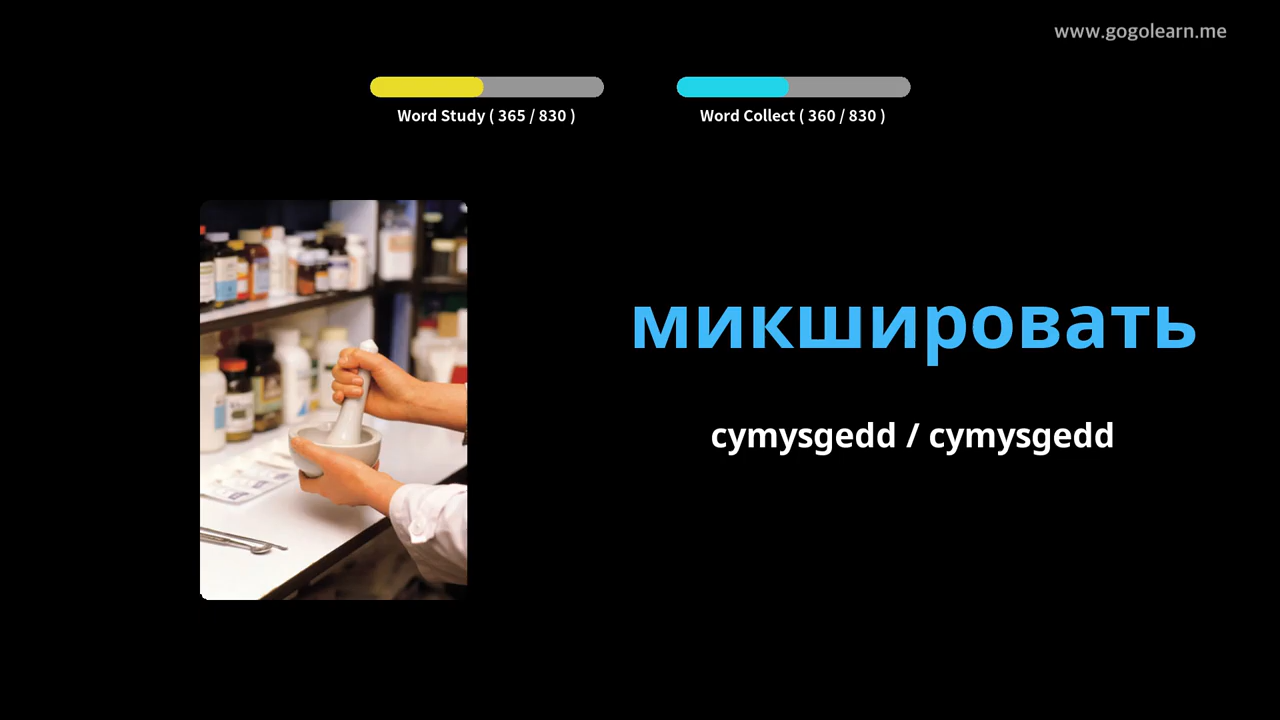 www.gogolearn.me
Word Study ( 365 / 830 )
Word Collect ( 360 / 830 )
микшировать
cymysgedd / cymysgedd